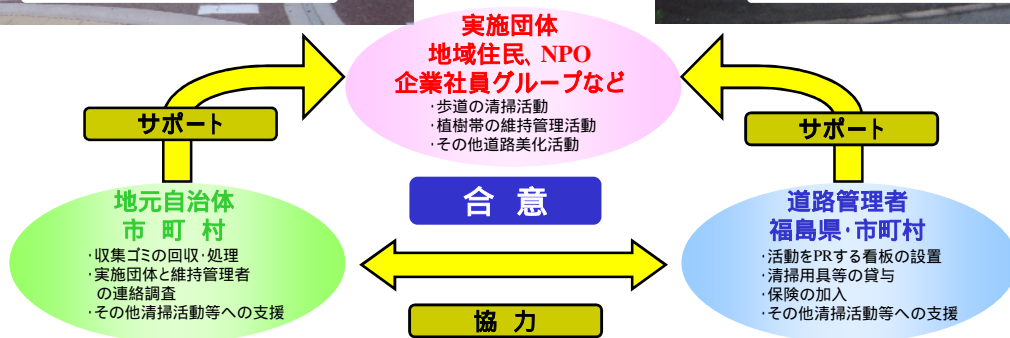 実施団体
地域住民、NPO
企業社員グループなど
・歩道の清掃活動
・植樹帯の維持管理活動
・その他道路美化活動
サポート
サポート
合 意
地元自治体
市 町 村
・収集ゴミの回収・処理
・実施団体と維持管理者
の連絡調査
・その他清掃活動等への支援
道路管理者
福島県・市町村
・活動をPRする看板の設置
・清掃用具等の貸与
・保険の加入
・その他清掃活動等への支援
協 力